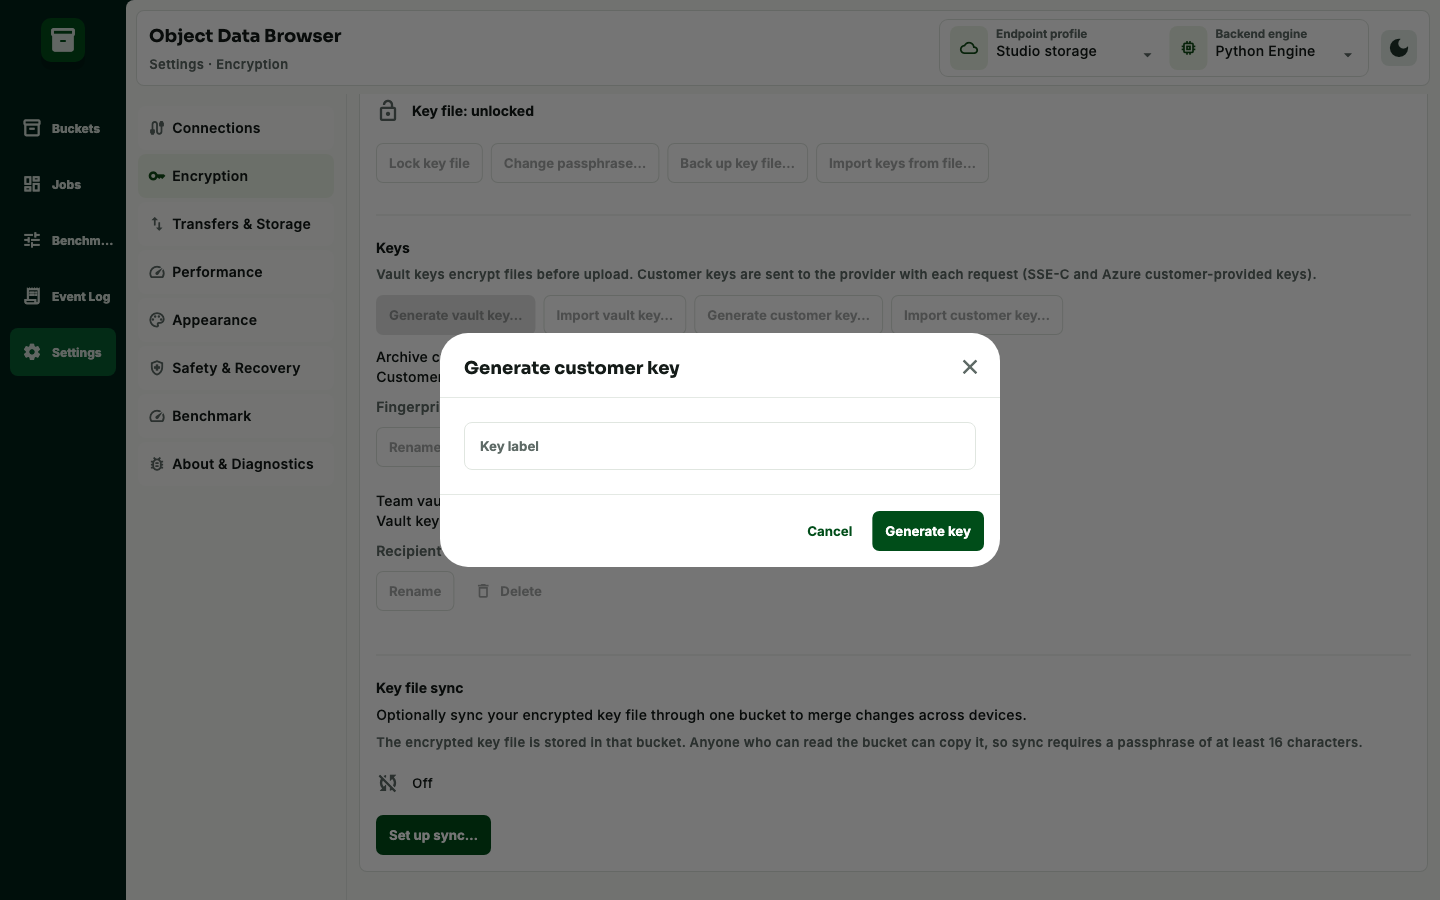 Object Data Browser
Settings · Encryption
Endpoint profile
Studio storage
Backend engine
Python Engine
Buckets
Jobs
Benchm...
Event Log
Settings
Connections
Encryption
Transfers & Storage
Performance
Appearance
Safety & Recovery
Benchmark
About & Diagnostics
Key file: unlocked
Lock key file
Change passphrase...
Back up key file...
Import keys from file...
Keys
Vault keys encrypt files before upload. Customer keys are sent to the provider with each request (SSE-C and Azure customer-provided keys).
Generate vault key...
Import vault key...
Generate customer key...
Import customer key...
Archive c
Customer
Fingerpri
Rename
Team vau
Vault key
Recipient
Rename
Delete
Generate customer key
Key label
Cancel
Generate key
Key file sync
Optionally sync your encrypted key file through one bucket to merge changes across devices.
The encrypted key file is stored in that bucket. Anyone who can read the bucket can copy it, so sync requires a passphrase of at least 16 characters.
Off
Set up sync...